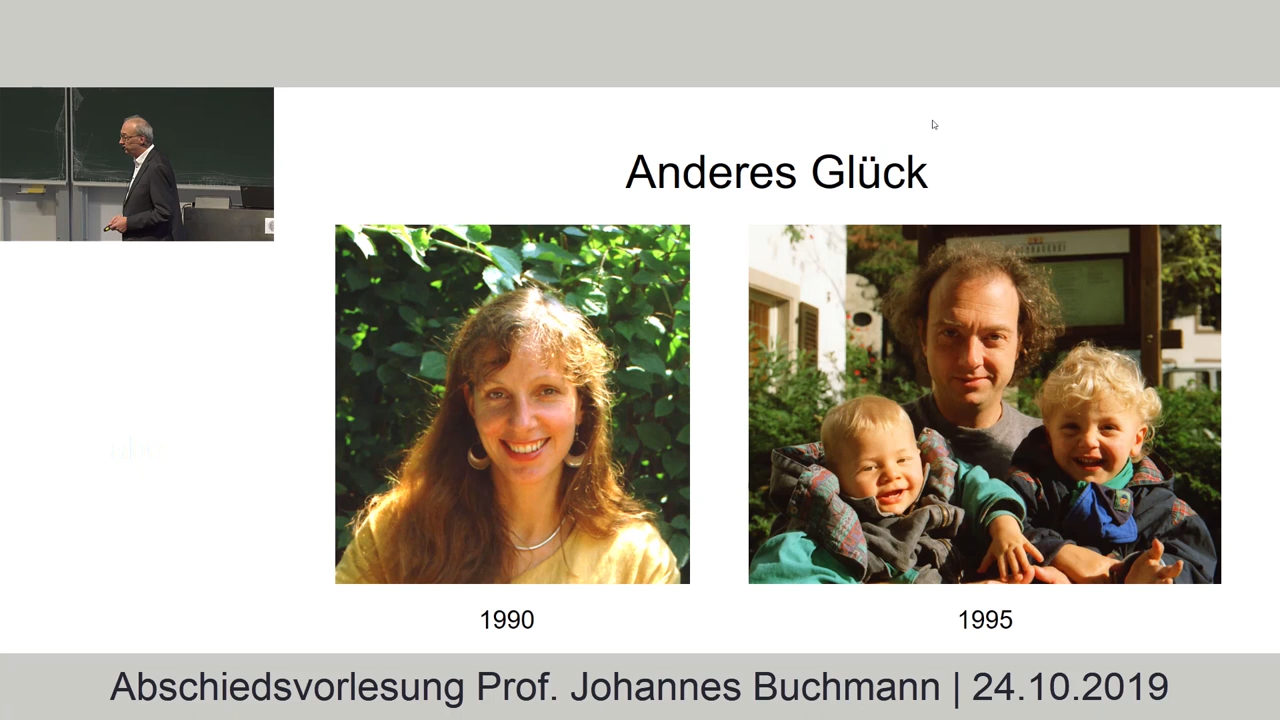 Anderes Glück
1990
1995
Abschiedsvorlesung Prof. Johannes Buchmann | 24.10.2019